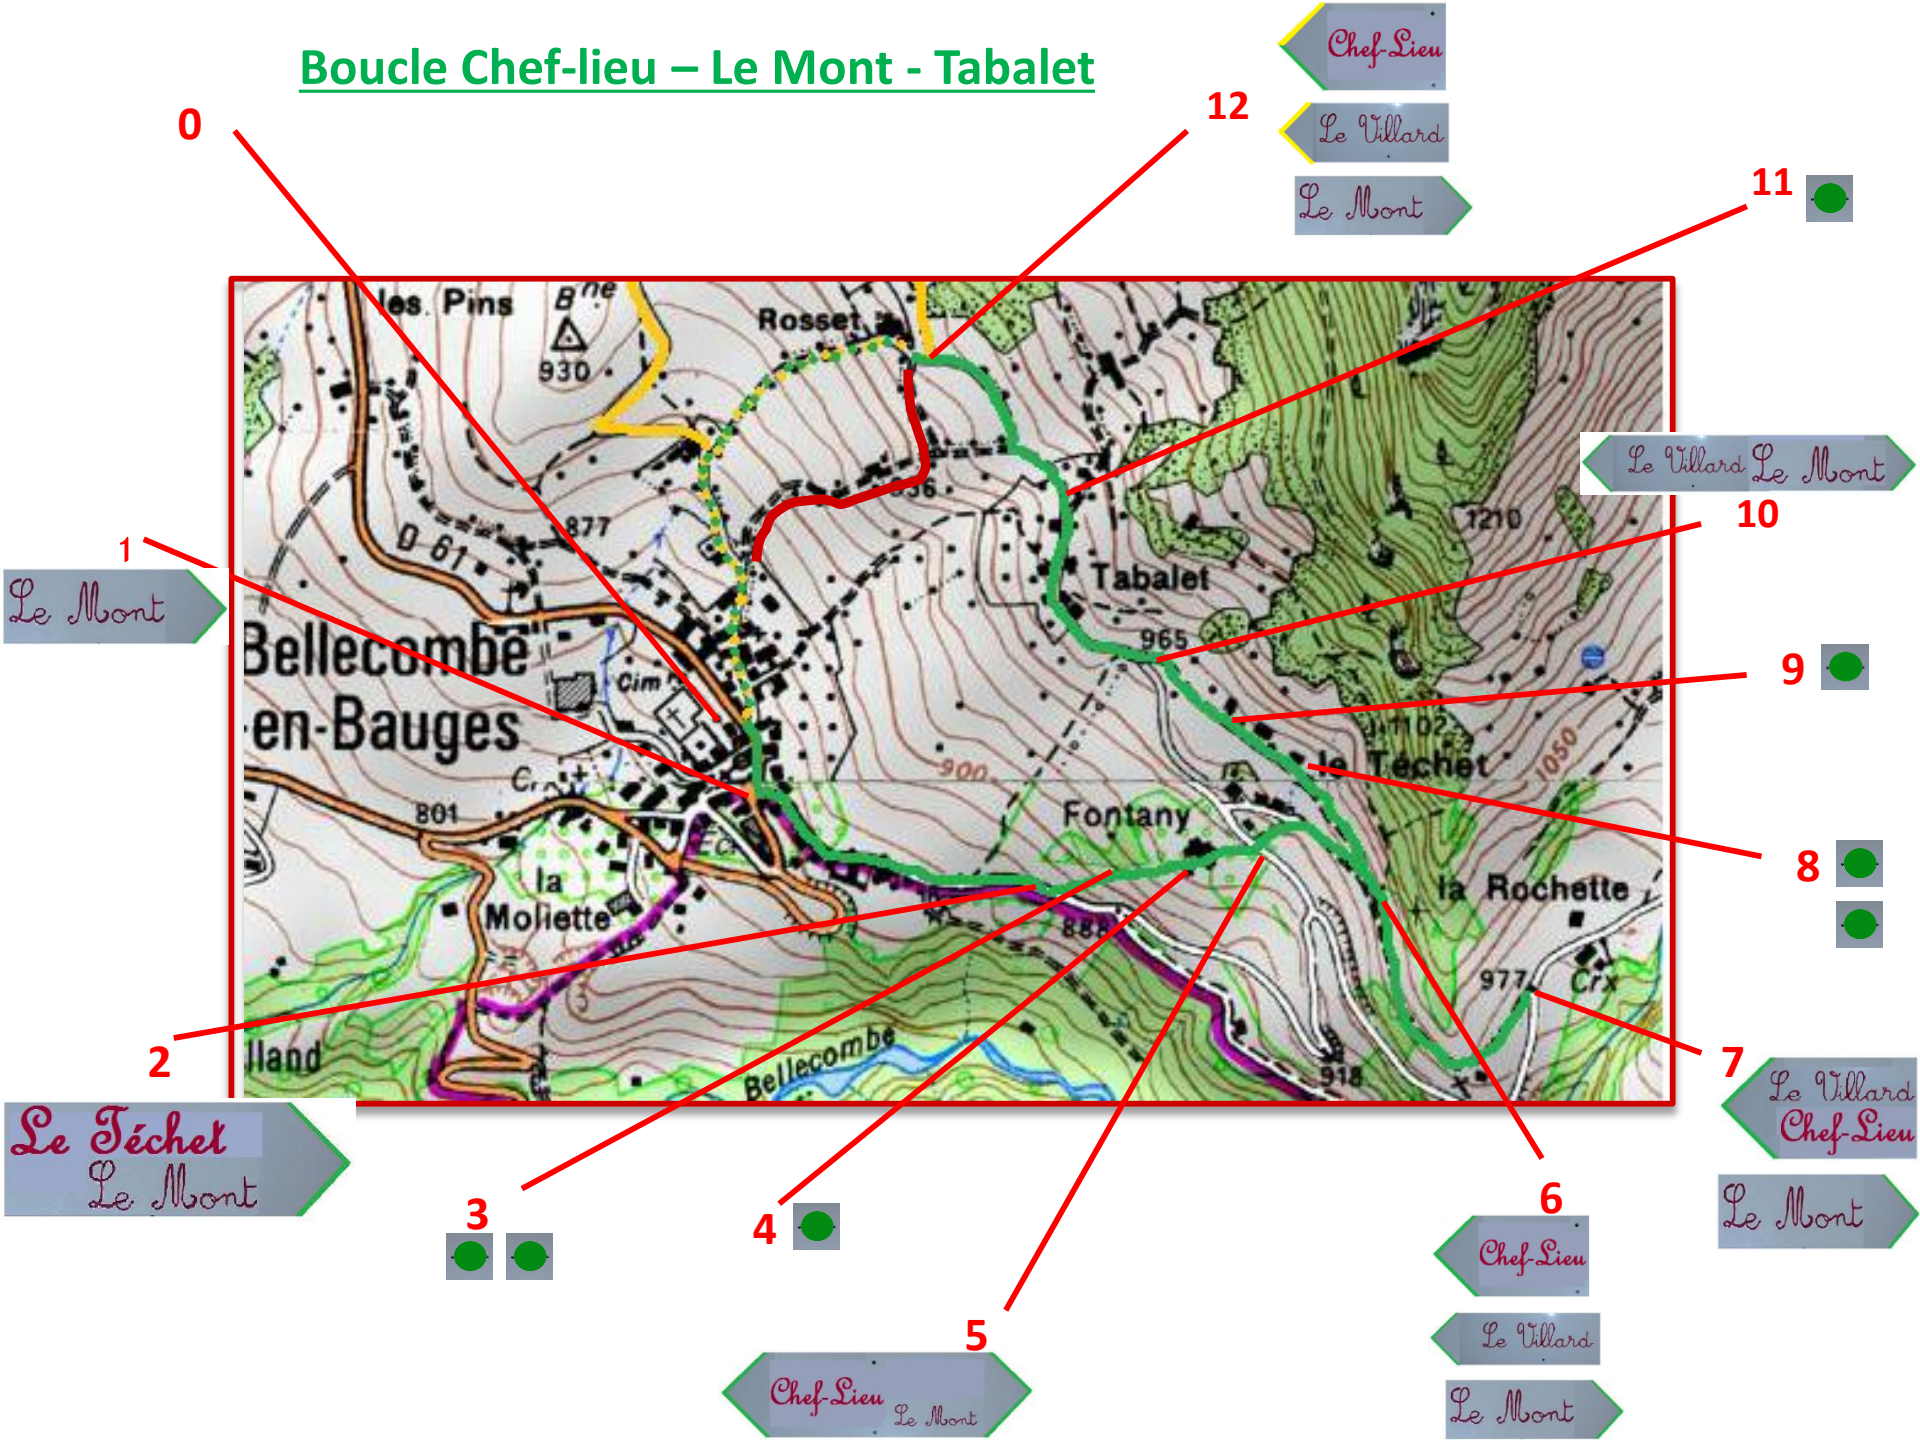 Boucle Chef-lieu – Le Mont - Tabalet
Chef-Lieu
12
0
Le Villard
11
Le Mont
les Pins
B ne
Rosset
930
Le Villard Le Mont
10
1210
877
1
D 61
Tabalet
Le Mont
965
9
Bellecombe
-en-Bauges
Cim
1102
le Téchet
1050
900
Cr
801
Fontany
8
la
Moliette
la Rochette
888
977
Crx
2
lland
Bellecombe
918
7
Le Villard
Chef-Lieu
Le Téchet
Le Mont
3
4
6
Le Mont
Chef-Lieu
5
Le Villard
Chef-Lieu Le Mont
Le Mont